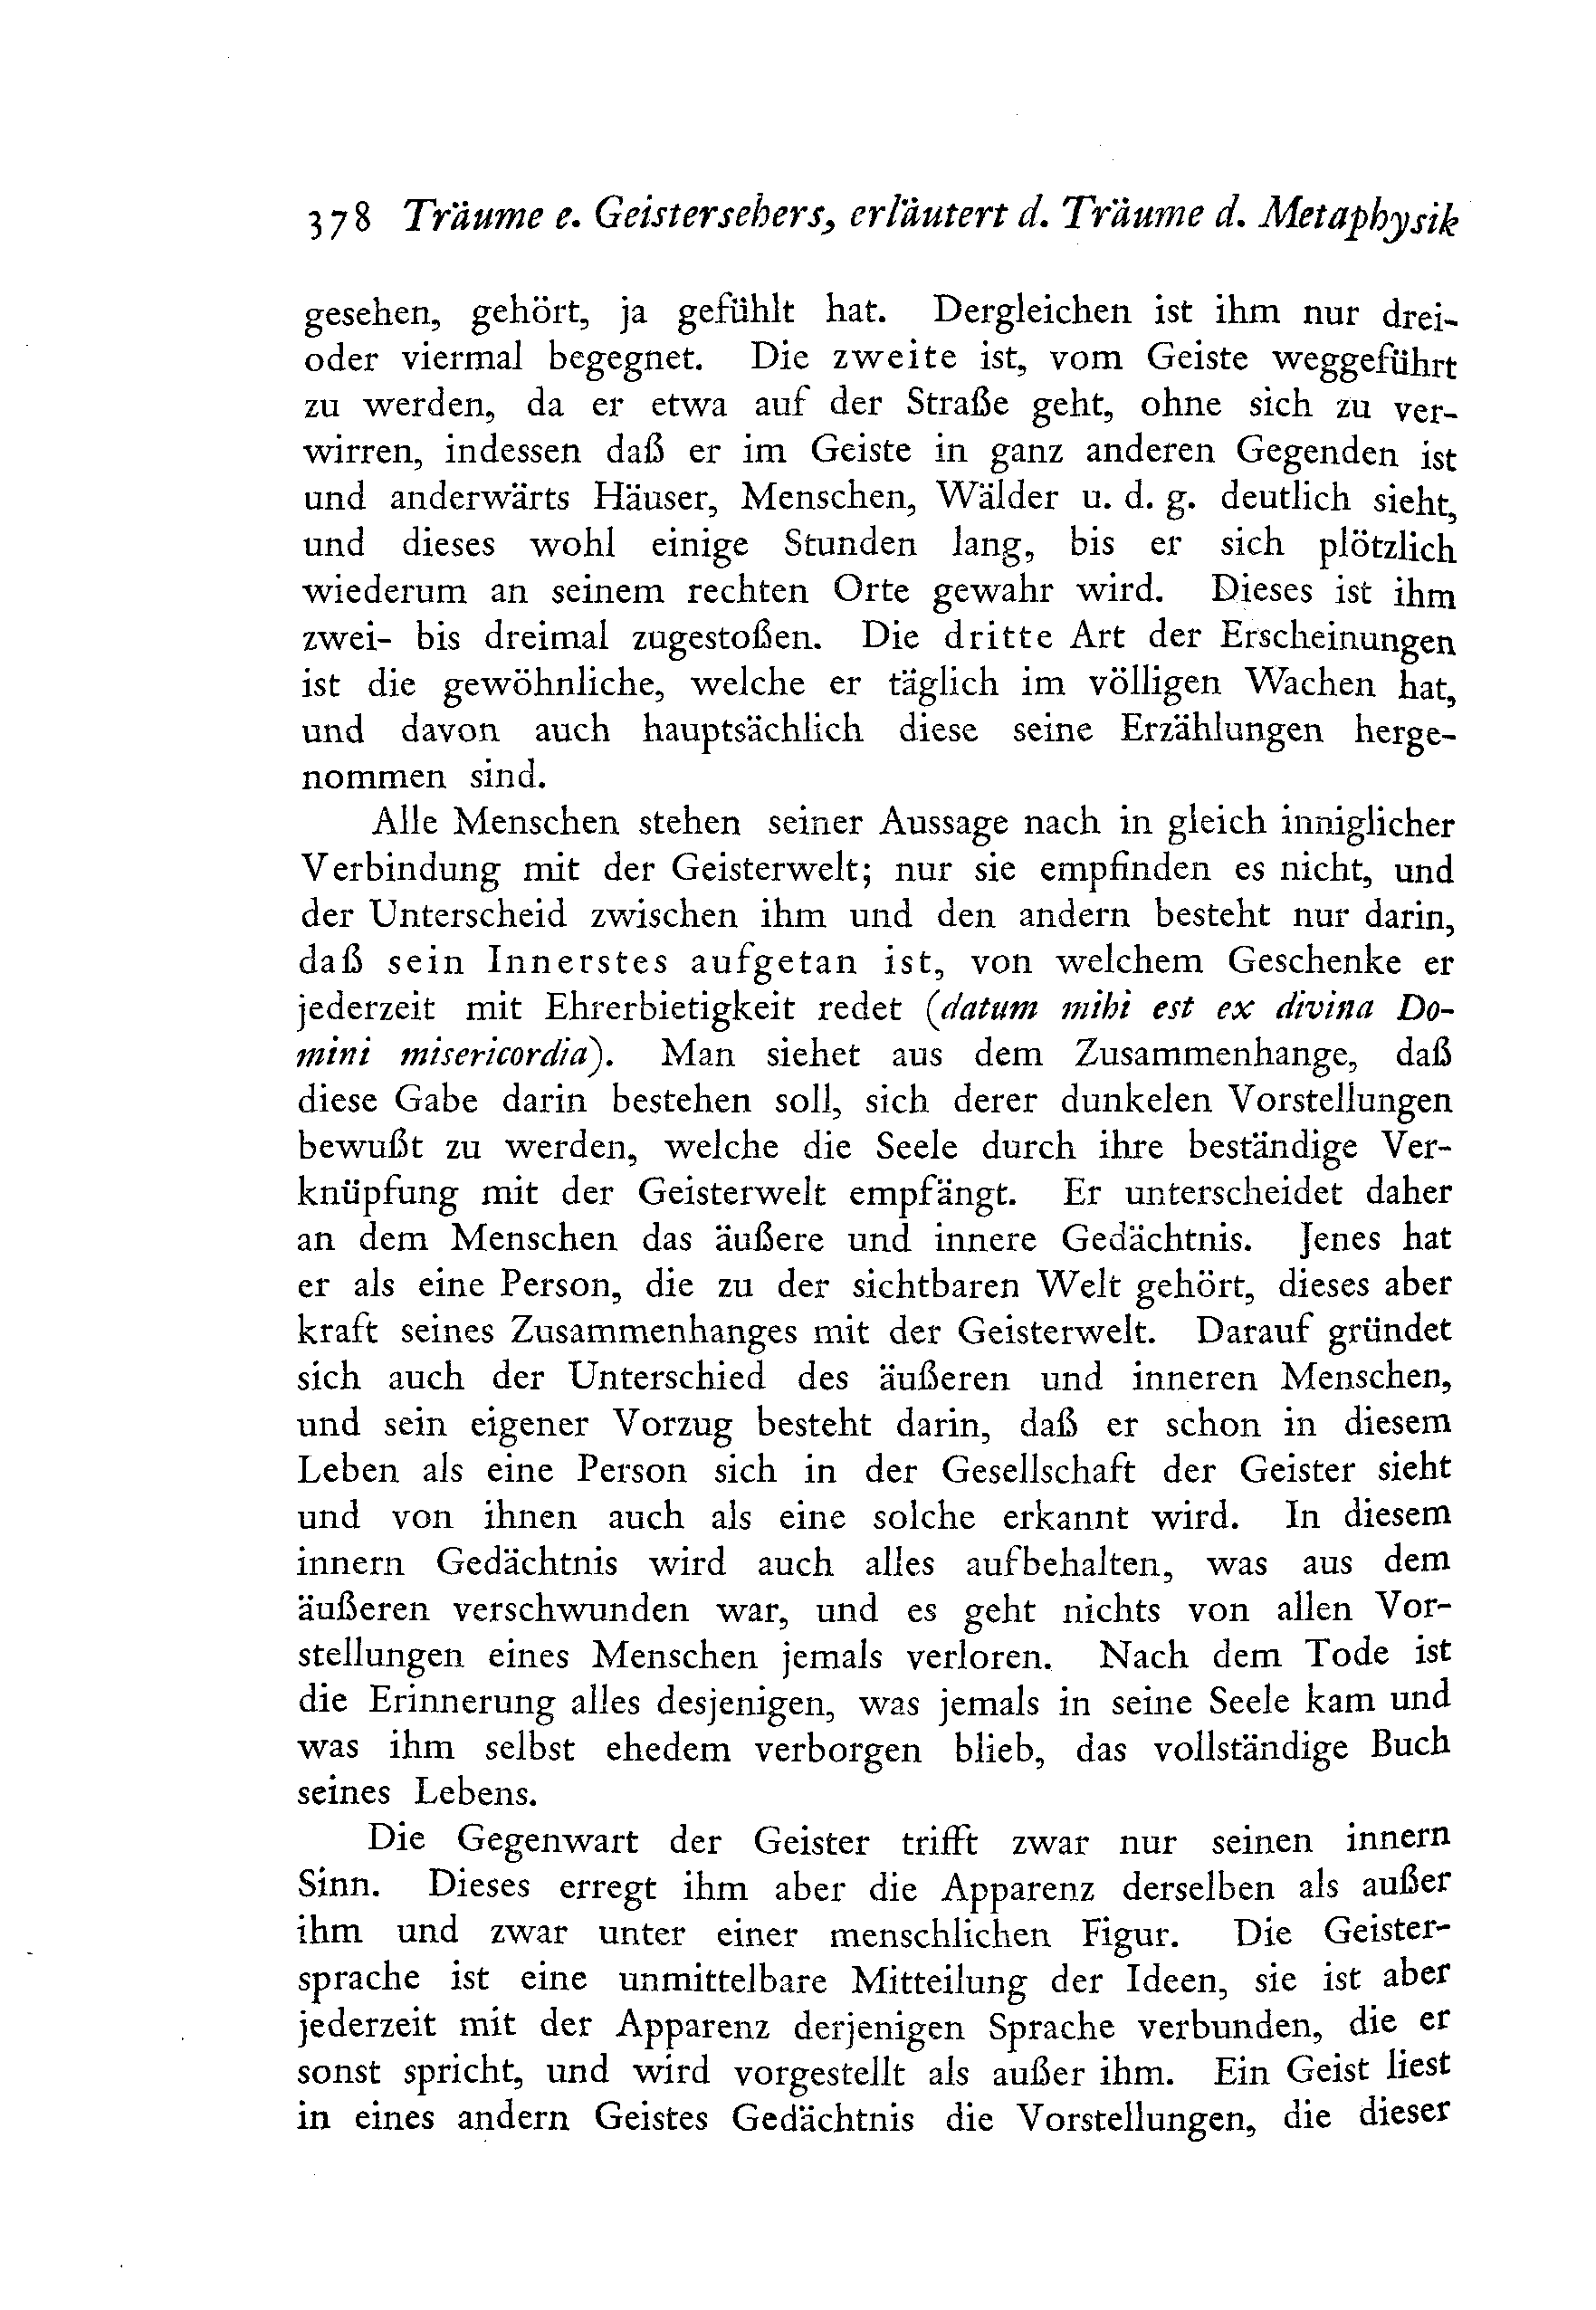 378 Träume e. Geistersehers, erläutert d. Träume d. Metaphysik
gesehen, gehört, ja gefühlt hat. Dergleichen ist ihm nur drei-
oder viermal begegnet. Die zweite ist, vom Geiste weggeführt
zu werden, da er etwa auf der Straße geht, ohne sich zu ver-
wirren, indessen daß er im Geiste in ganz anderen Gegenden ist
und anderwärts Häuser, Menschen, Wälder u. d. g. deutlich sieht,
und dieses wohl einige Stunden lang, bis er sich plötzlich
wiederum an seinem rechten Orte gewahr wird. Dieses ist ihm
zwei- bis dreimal zugestoßen. Die dritte Art der Erscheinungen
ist die gewöhnliche, welche er täglich im völligen Wachen hat,
und davon auch hauptsächlich diese seine Erzählungen herge-
nommen sind.
Alle Menschen stehen seiner Aussage nach in gleich inniglicher
Verbindung mit der Geisterwelt; nur sie empfinden es nicht, und
der Unterscheid zwischen ihm und den andern besteht nur darin,
daß sein Innerstes aufgetan ist, von welchem Geschenke er
jederzeit mit Ehrerbietigkeit redet (datum mihi est ex divina Do-
mini misericordia). Man siehet aus dem Zusammenhange, daß
diese Gabe darin bestehen soll, sich derer dunkelen Vorstellungen
bewußt zu werden, welche die Seele durch ihre beständige Ver-
knüpfung mit der Geisterwelt empfängt. Er unterscheidet daher
an dem Menschen das äußere und innere Gedächtnis. Jenes hat
er als eine Person, die zu der sichtbaren Welt gehört, dieses aber
kraft seines Zusammenhanges mit der Geisterwelt. Darauf gründet
sich auch der Unterschied des äußeren und inneren Menschen,
und sein eigener Vorzug besteht darin, daß er schon in diesem
Leben als eine Person sich in der Gesellschaft der Geister sieht
und von ihnen auch als eine solche erkannt wird. In diesem
innern Gedächtnis wird auch alles aufbehalten, was aus dem
äußeren verschwunden war, und es geht nichts von allen Vor-
stellungen eines Menschen jemals verloren. Nach dem Tode ist
die Erinnerung alles desjenigen, was jemals in seine Seele kam und
was ihm selbst ehedem verborgen blieb, das vollständige Buch
seines Lebens.
Die Gegenwart der Geister trifft zwar nur seinen innern
Sinn. Dieses erregt ihm aber die Apparenz derselben als außer
ihm und zwar unter einer menschlichen Figur. Die Geister-
sprache ist eine unmittelbare Mitteilung der Ideen, sie ist aber
jederzeit mit der Apparenz derjenigen Sprache verbunden, die er
sonst spricht, und wird vorgestellt als außer ihm. Ein Geist liest
in eines andern Geistes Gedächtnis die Vorstellungen, die dieser